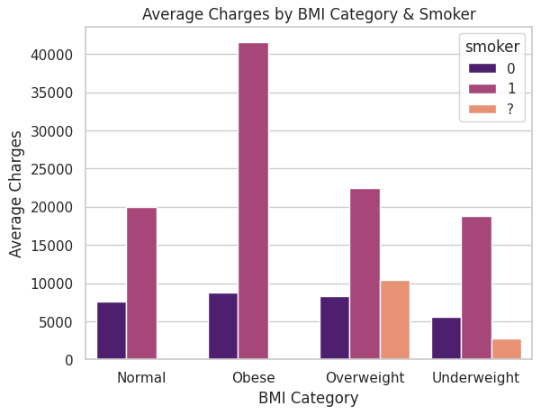 Average Charges by BMI Category & Smoker
smoker
0
1
?
40000
35000
30000
25000
20000
15000
10000
5000
0
Average Charges
Normal
Obese
Overweight
Underweight
BMI Category